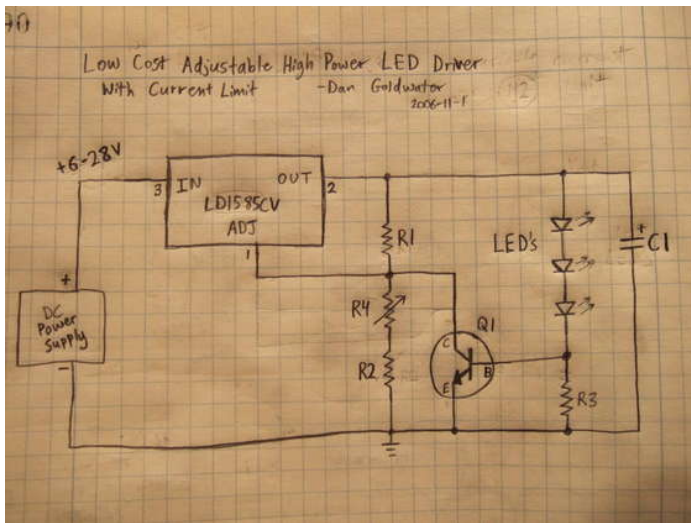 Low Cost Adjustable High Power LED Driver
With Current Limit -Dan Goldwater
2006-11-1
+6-28V
3 IN OUT 2
LD1585CV
ADJ
1
R1
LED's
+
C1
+
DC
Power
Supply
-
R4
Q1
C
R2
B
E
R3